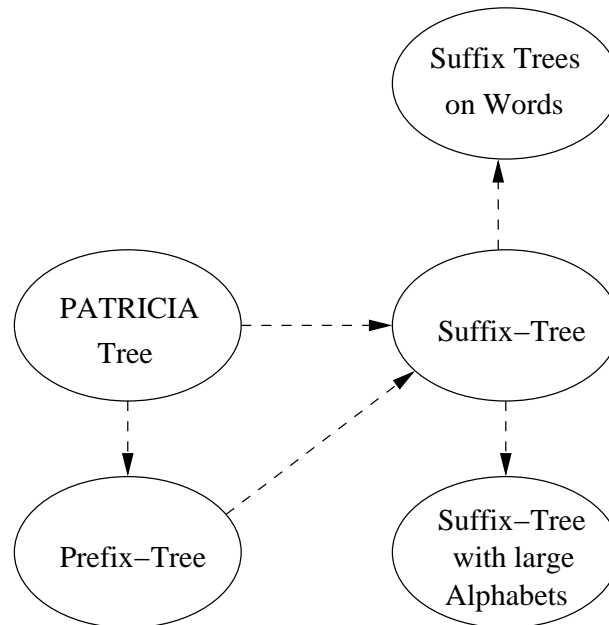 Suffix Trees
on Words
PATRICIA
Tree
Suffix−Tree
Prefix−Tree
Suffix−Tree
with large
Alphabets